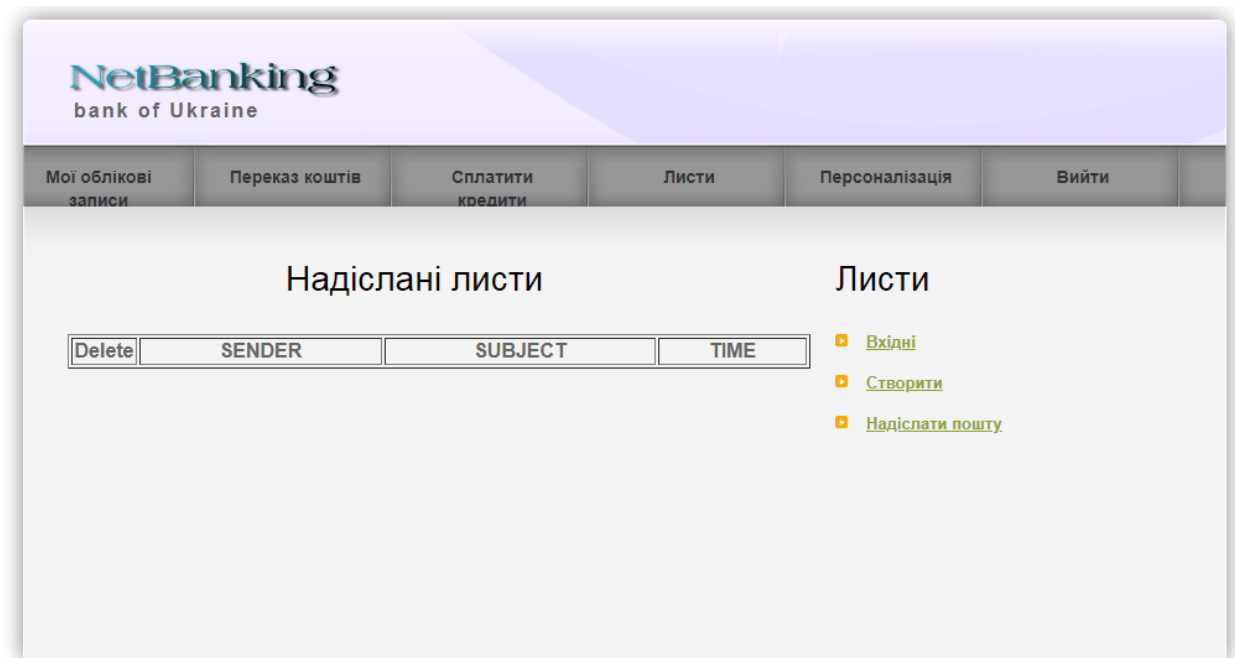 NetBanking
bank of Ukraine
Мої облікові записи
Переказ коштів
Сплатити кредити
Листи
Персоналізація
Вийти
Надіслані листи
Delete SENDER SUBJECT TIME
Листи
Вхідні
Створити
Надіслати пошту